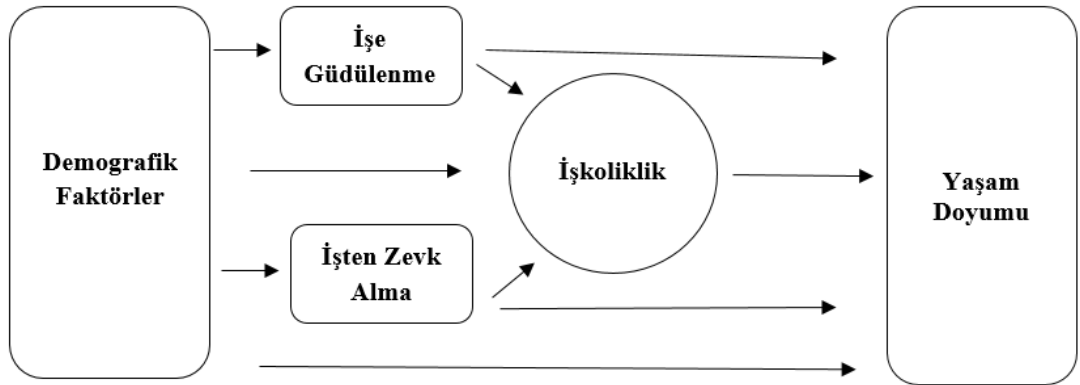 Demografik
Faktörler
İşe
Güdülenme
İşten Zevk
Alma
İşkoliklik
Yaşam
Doyumu